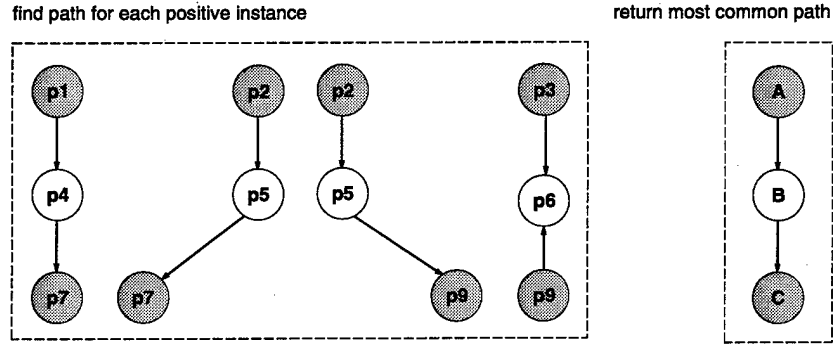 find path for each positive instance
return most common path
p1 p2 p2 p3 A
p4 p5 p5 p6 B
p7 p7 p9 p9 C